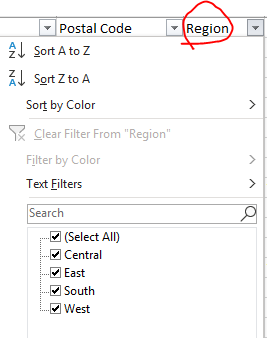 Postal Code Region
Sort A to Z
Sort Z to A
Sort by Color
Clear Filter From "Region"
Filter by Color
Text Filters
Search
(Select All)
Central
East
South
West